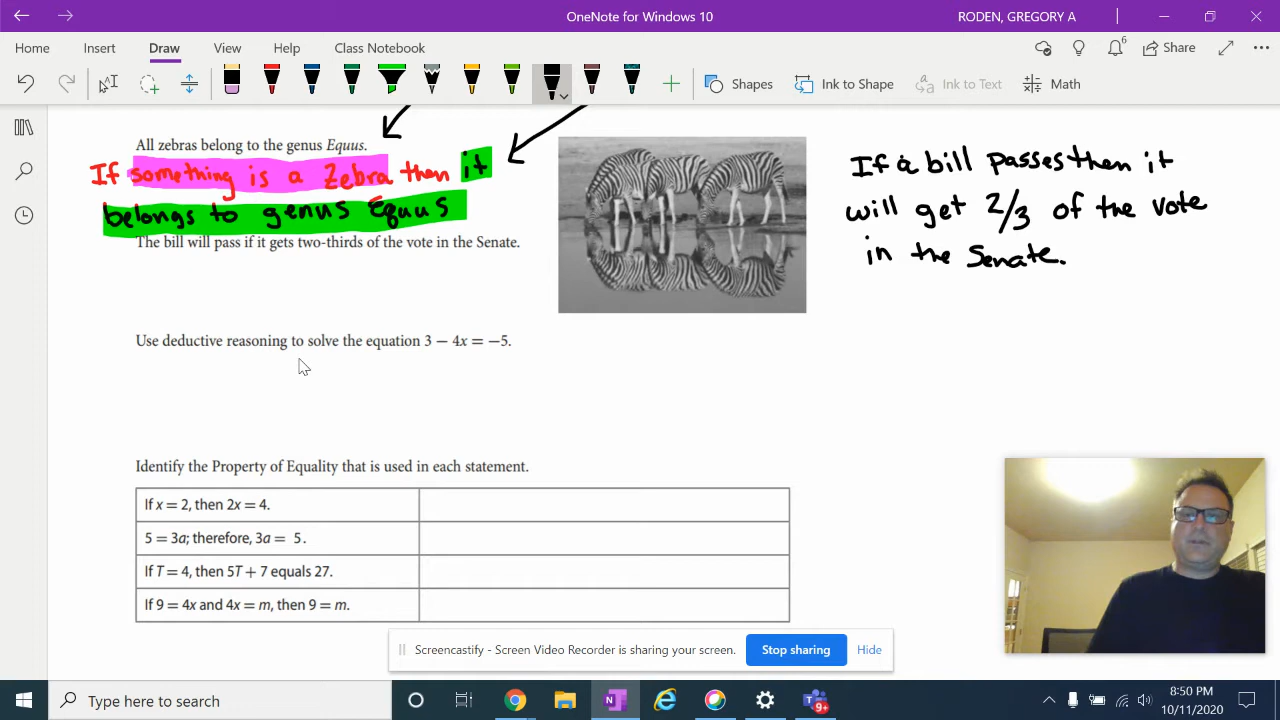 OneNote for Windows 10
RODEN, GREGORY A
Home Insert Draw View Help Class Notebook
6
Share
Shapes
Ink to Shape
Ink to Text
Math
All zebras belong to the genus Equus.
If something is a Zebra then it
belongs to genus Equus
The bill will pass if it gets two-thirds of the vote in the Senate.
If a bill passes then it
will get 2/3 of the vote
in the Senate.
Use deductive reasoning to solve the equation 3 − 4x = −5.
Identify the Property of Equality that is used in each statement.
If x = 2, then 2x = 4.
5 = 3a; therefore, 3a = 5.
If T = 4, then 5T + 7 equals 27.
If 9 = 4x and 4x = m, then 9 = m.
Screencastify - Screen Video Recorder is sharing your screen.
Stop sharing
Hide
Type here to search
N
9+
8:50 PM
10/11/2020